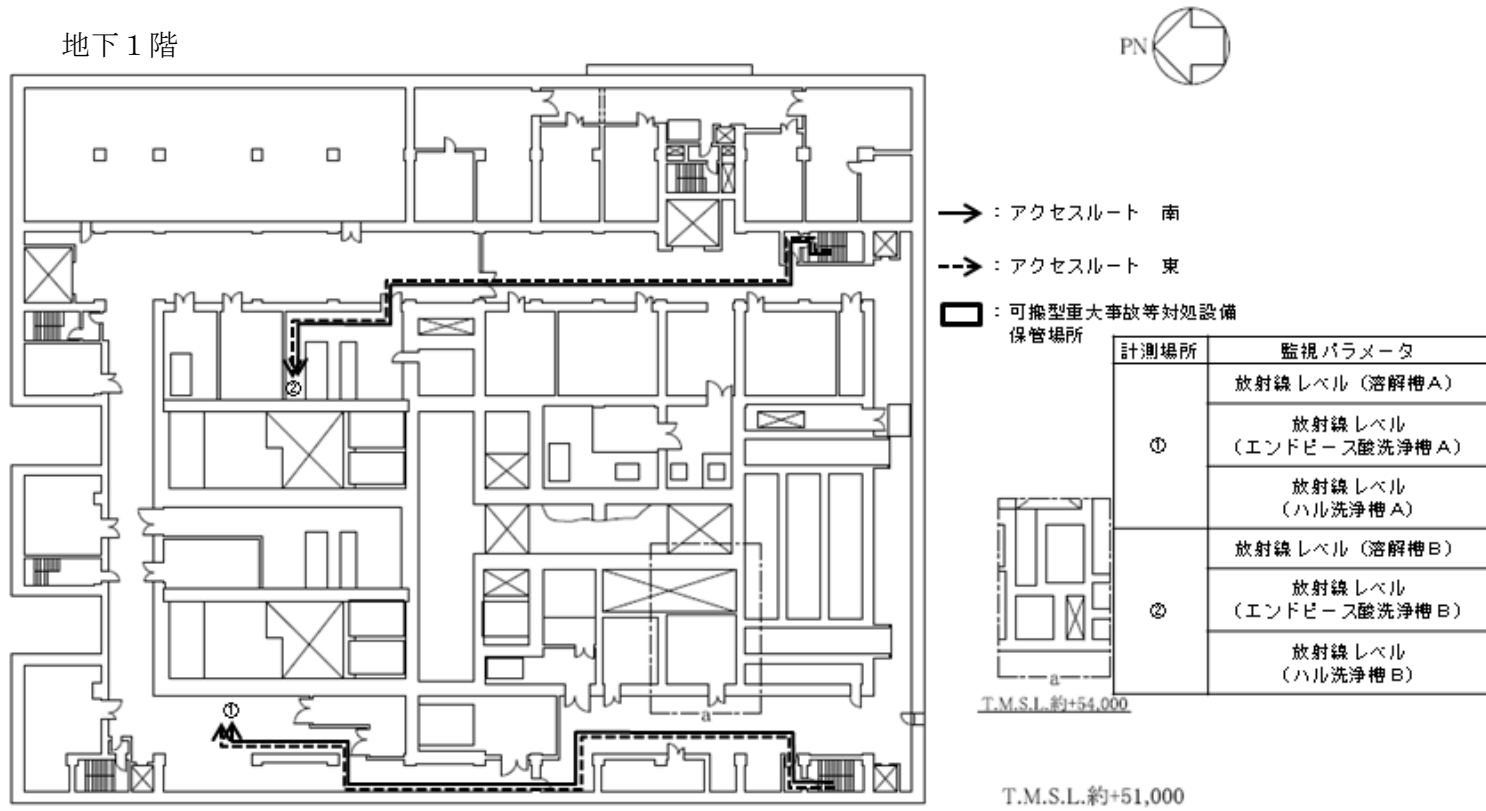 地下１階
PN
：アクセスルート　南
：アクセスルート　東
：可搬型重大事故等対処設備
保管場所
計測場所
監視パラメータ
①
放射線レベル（溶解槽Ａ）
放射線レベル
（エンドピース酸洗浄槽Ａ）
放射線レベル
（ハル洗浄槽Ａ）
②
放射線レベル（溶解槽Ｂ）
放射線レベル
（エンドピース酸洗浄槽Ｂ）
放射線レベル
（ハル洗浄槽Ｂ）
②
①
a
a
T.M.S.L.約+54,000
T.M.S.L.約+51,000